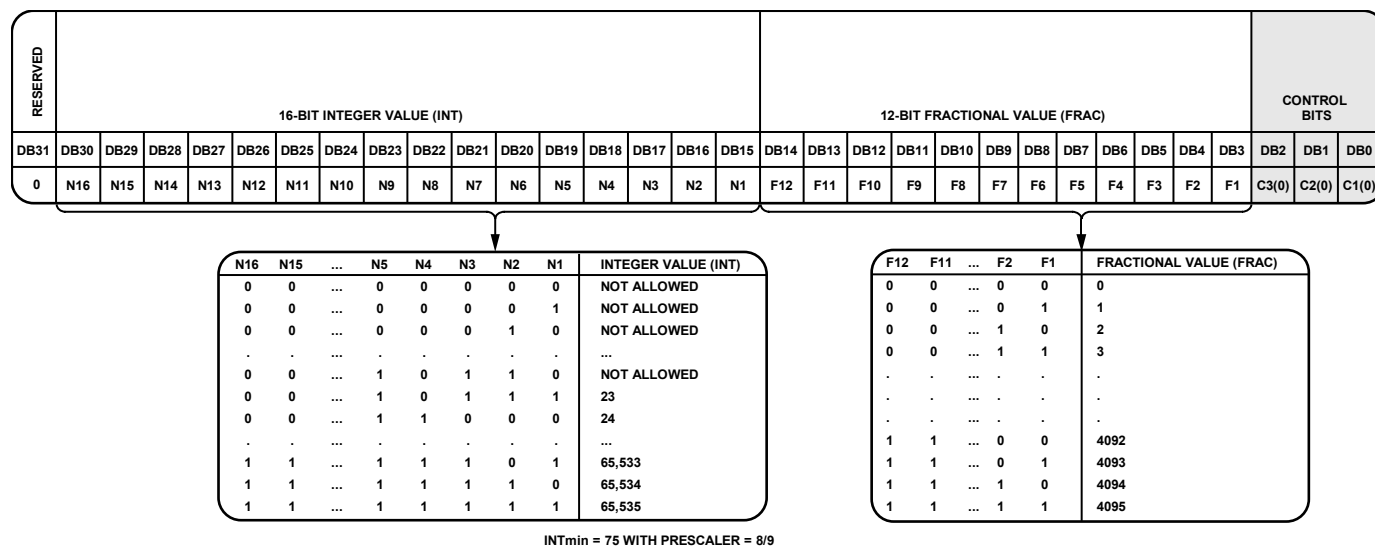 RESERVED
16-BIT INTEGER VALUE (INT) 12-BIT FRACTIONAL VALUE (FRAC) CONTROL BITS
DB31 DB30 DB29 DB28 DB27 DB26 DB25 DB24 DB23 DB22 DB21 DB20 DB19 DB18 DB17 DB16 DB15 DB14 DB13 DB12 DB11 DB10 DB9 DB8 DB7 DB6 DB5 DB4 DB3 DB2 DB1 DB0
0 N16 N15 N14 N13 N12 N11 N10 N9 N8 N7 N6 N5 N4 N3 N2 N1 F12 F11 F10 F9 F8 F7 F6 F5 F4 F3 F2 F1 C3(0) C2(0) C1(0)
N16 N15 ... N5 N4 N3 N2 N1 INTEGER VALUE (INT)
0 0 ... 0 0 0 0 0 NOT ALLOWED
0 0 ... 0 0 0 0 1 NOT ALLOWED
0 0 ... 0 0 0 1 0 NOT ALLOWED
. . ... . . . . . ...
0 0 ... 1 0 1 1 0 NOT ALLOWED
0 0 ... 1 0 1 1 1 23
0 0 ... 1 1 0 0 0 24
. . ... . . . . . ...
1 1 ... 1 1 1 0 1 65,533
1 1 ... 1 1 1 1 0 65,534
1 1 ... 1 1 1 1 1 65,535
F12 F11 ... F2 F1 FRACTIONAL VALUE (FRAC)
0 0 ... 0 0 0
0 0 ... 0 1 1
0 0 ... 1 0 2
0 0 ... 1 1 3
. . ... . . .
. . ... . . .
. . ... . . .
1 1 ... 0 0 4092
1 1 ... 0 1 4093
1 1 ... 1 0 4094
1 1 ... 1 1 4095
INTmin = 75 WITH PRESCALER = 8/9